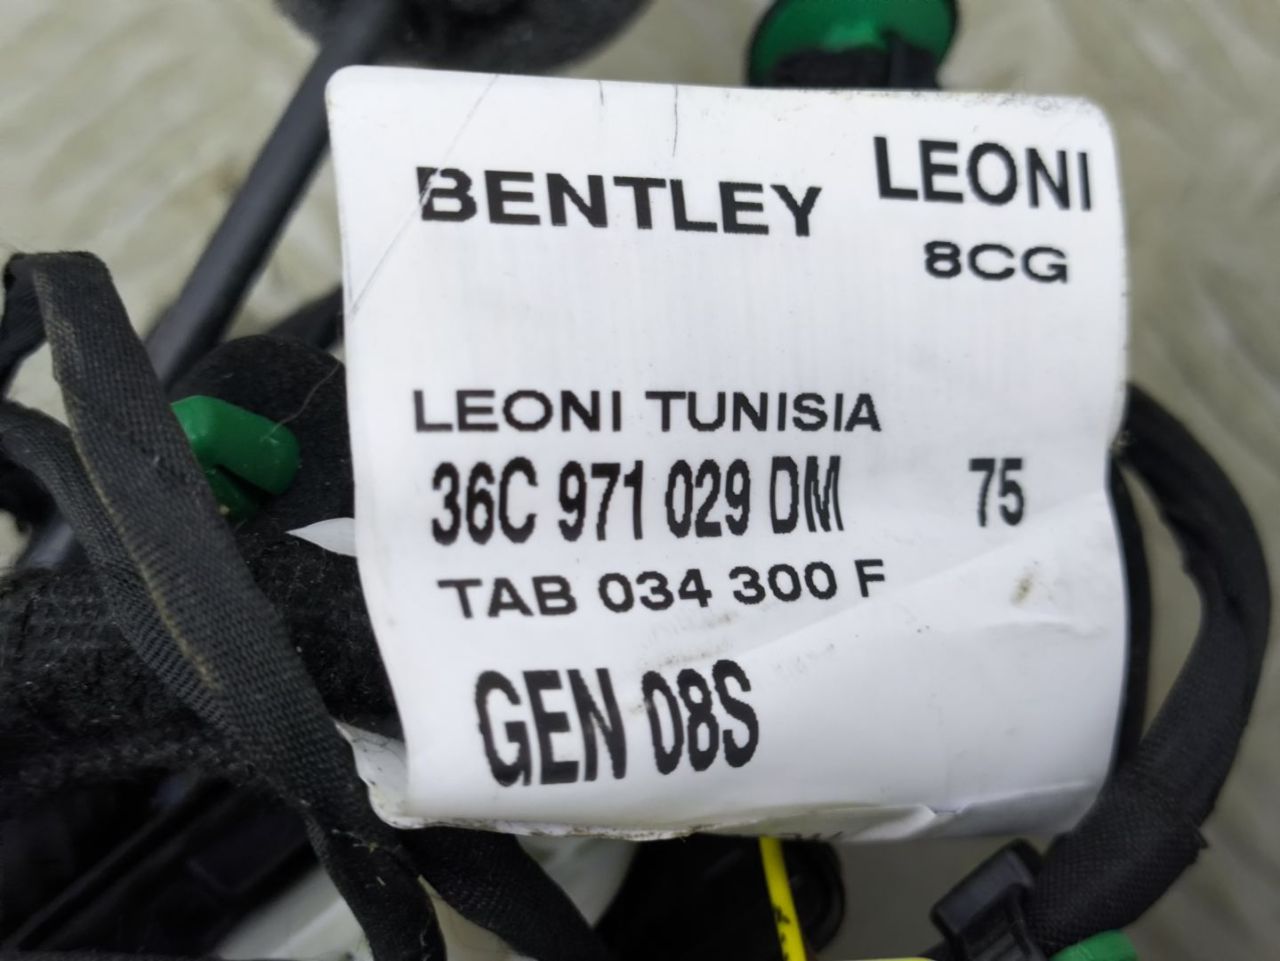 BENTLEY LEONI
8CG
LEONI TUNISIA
36C 971 029 DM 75
TAB 034 300 F
GEN 08S